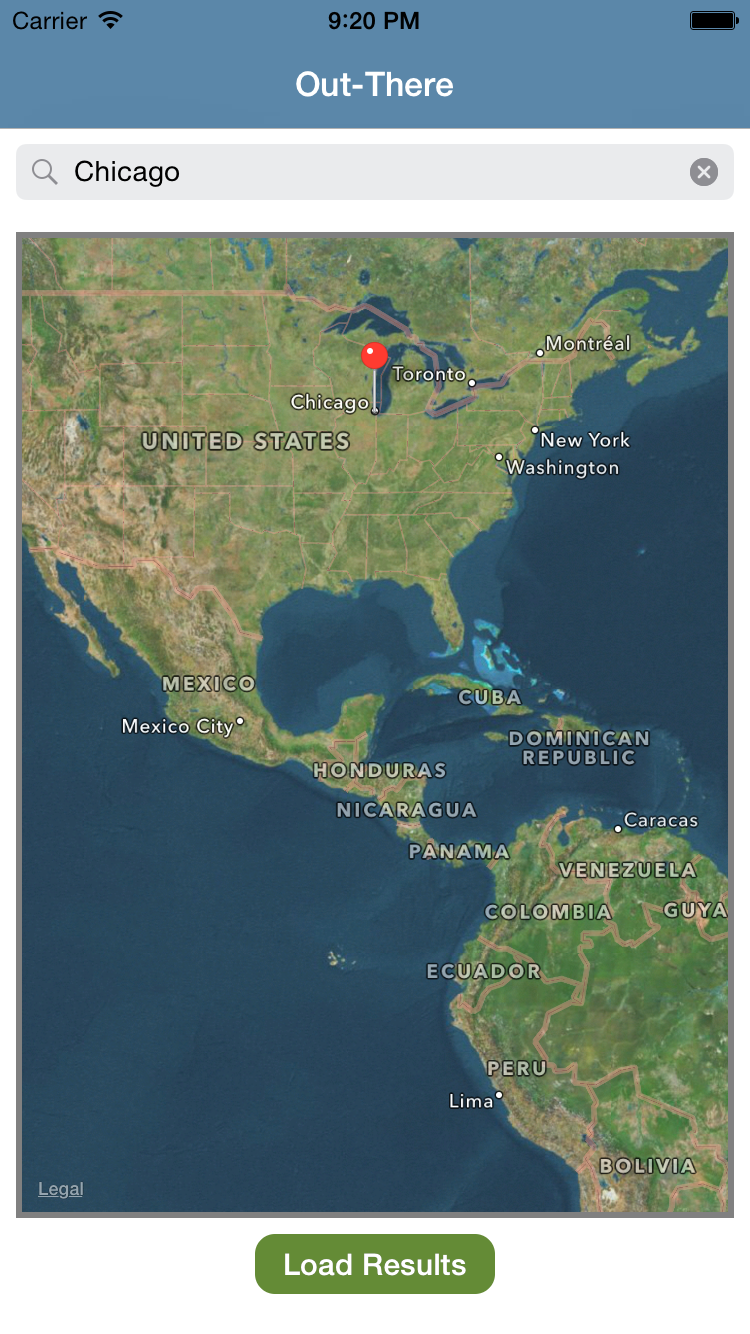 Carrier 9:20 PM
Out-There
Chicago
Montréal
Toronto
Chicago
UNITED STATES
New York
Washington
MEXICO
CUBA
Mexico City
DOMINICAN
REPUBLIC
HONDURAS
NICARAGUA
Caracas
PANAMA
VENEZUELA
COLOMBIA
GUYA
ECUADOR
PERU
Lima
BOLIVIA
Legal
Load Results